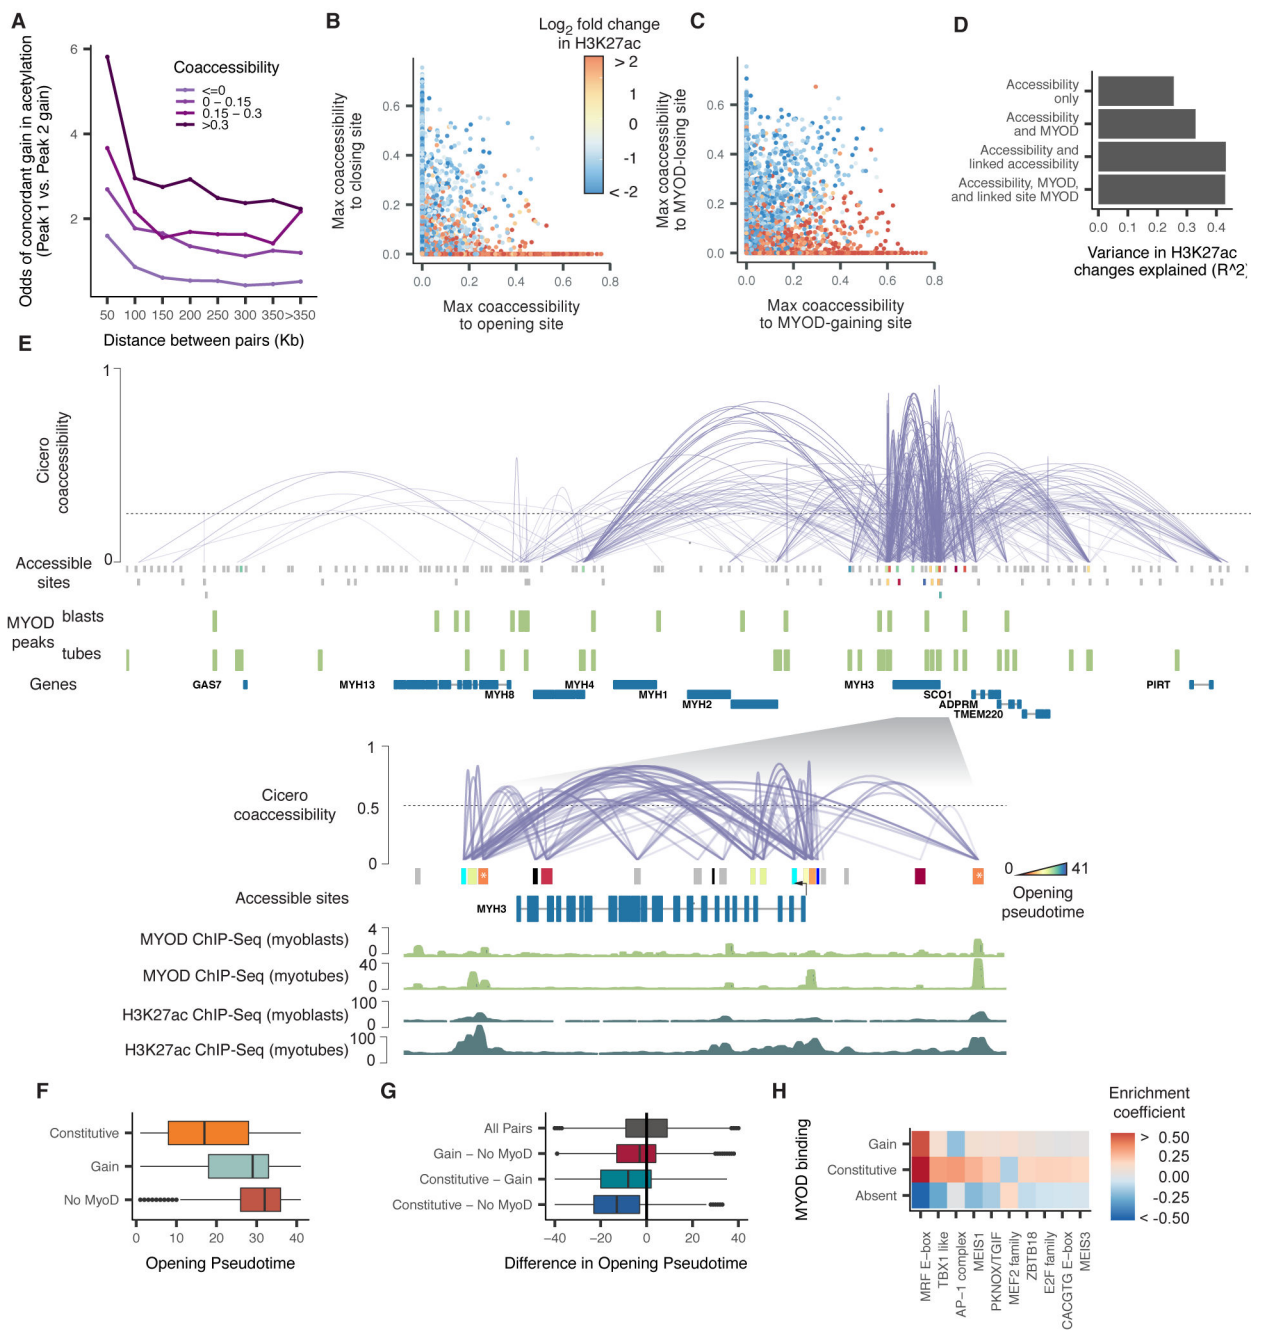 A
Odds of concordant gain in acetylation
(Peak 1 vs. Peak 2 gain)
6
4
2
Coaccessibility
<=0
0 – 0.15
0.15 – 0.3
>0.3
50 100 150 200 250 300 350 >350
Distance between pairs (Kb)
B
Max coaccessibility
to closing site
0.6
0.4
0.2
0.0
0.0 0.2 0.4 0.6 0.8
Max coaccessibility
to opening site
Log2 fold change
in H3K27ac
> 2
1
0
-1
< -2
C
Max coaccessibility
to MYOD-losing site
0.6
0.4
0.2
0.0
0.0 0.2 0.4 0.6 0.8
Max coaccessibility
to MYOD-gaining site
D
Accessibility
only
Accessibility
and MYOD
Accessibility and
linked accessibility
Accessibility, MYOD,
and linked site MYOD
0.0 0.1 0.2 0.3 0.4
Variance in H3K27ac
changes explained (R^2)
E
1
Cicero
coaccessibility
0
Accessible
sites
MYOD
peaks
blasts
tubes
Genes
GAS7
MYH13
MYH8
MYH4
MYH1
MYH2
MYH3
SCO1
ADPRM
TMEM220
PIRT
1
Cicero
coaccessibility
0.5
0
* *
Accessible sites
MYH3
0 41
Opening
pseudotime
MYOD ChIP-Seq (myoblasts)
4
0
MYOD ChIP-Seq (myotubes)
40
0
H3K27ac ChIP-Seq (myoblasts)
100
0
H3K27ac ChIP-Seq (myotubes)
100
0
F
Constitutive
Gain
No MyoD
0 10 20 30 40
Opening Pseudotime
G
All Pairs
Gain – No MyoD
Constitutive – Gain
Constitutive – No MyoD
−40 −20 0 20 40
Difference in Opening Pseudotime
H
MYOD binding
Gain
Constitutive
Absent
MRF E−box
TBX1 like
AP−1 complex
MEIS1
PKNOX/TGIF
MEF2 family
ZBTB18
E2F family
CACGTG E−box
MEIS3
Enrichment
coefficient
> 0.50
0.25
0.00
-0.25
< -0.50